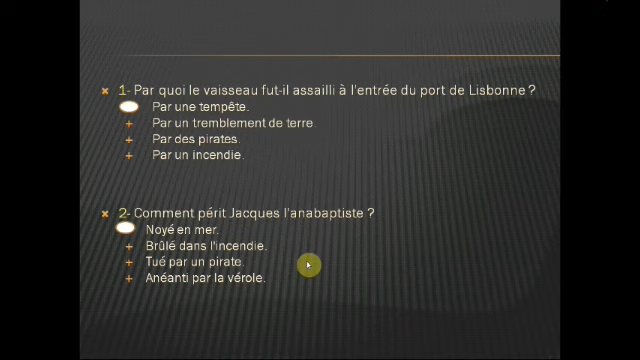 1- Par quoi le vaisseau fut-il assailli à l'entrée du port de Lisbonne ?
Par une tempête.
Par un tremblement de terre.
Par des pirates.
Par un incendie.
2- Comment périt Jacques l'anabaptiste ?
Noyé en mer.
Brûlé dans l'incendie.
Tué par un pirate.
Anéanti par la vérole.